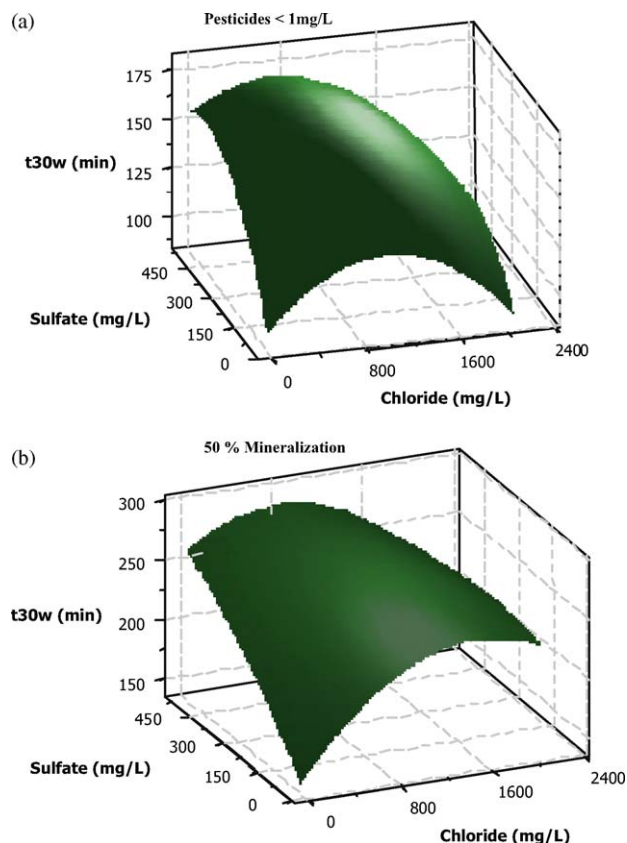 (a)
Pesticides < 1mg/L
175
150
t30w (min)
125
100
450
300
Sulfate (mg/L)
150
0
0
800
1600
2400
Chloride (mg/L)
(b)
50 % Mineralization
300
250
t30w (min)
200
150
450
300
Sulfate (mg/L)
150
0
0
800
1600
2400
Chloride (mg/L)